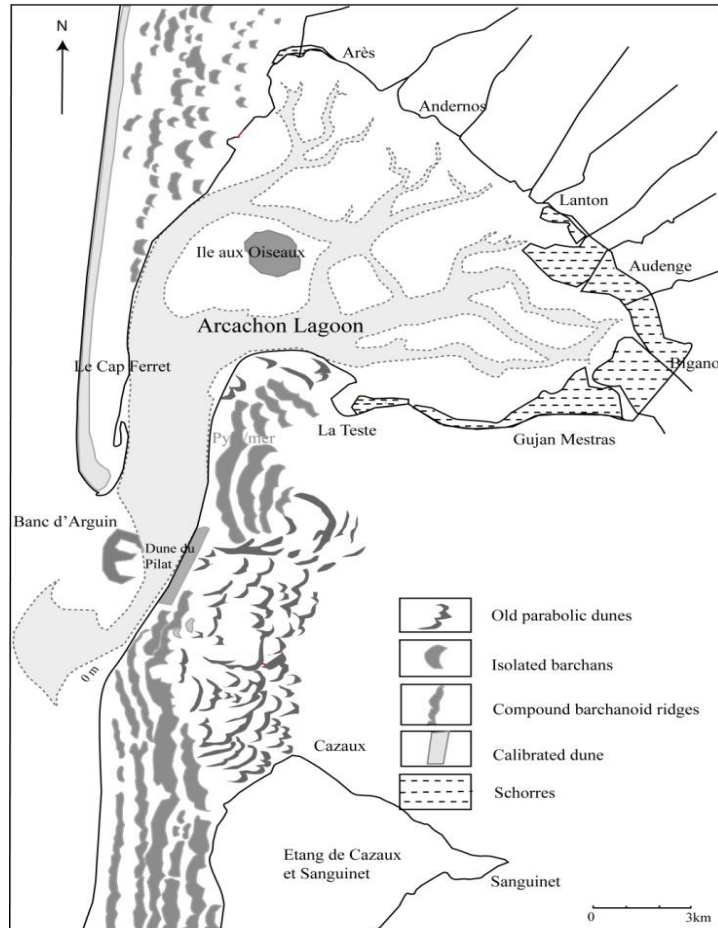 N
Arès
Andernos
Lanton
Ile aux Oiseaux
Audenge
Arcachon Lagoon
Le Cap Ferret
Bigano
La Teste
Gujan Mestras
Banc d'Arguin
Dune du
Pilat
0 m
Old parabolic dunes
Isolated barchans
Compound barchanoid ridges
Cazaux
Calibrated dune
Schorres
Etang de Cazaux
et Sanguinet
Sanguinet
0 3km